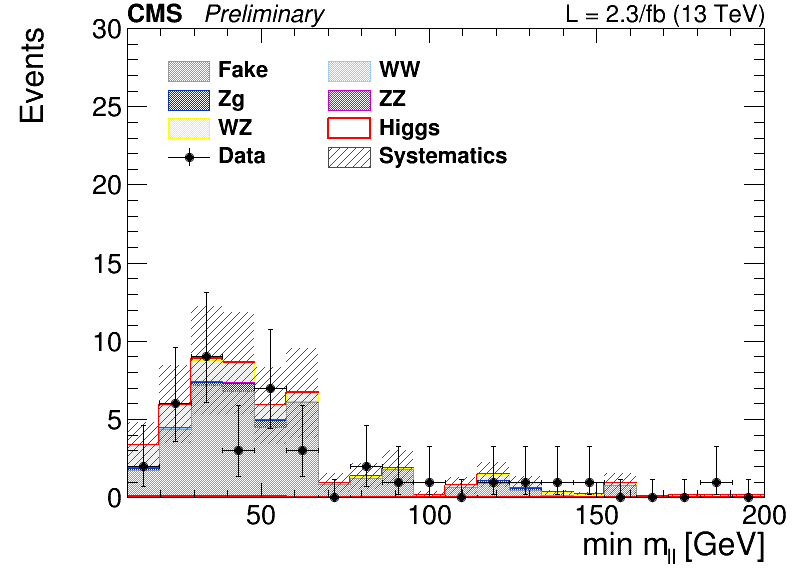 CMS Preliminary L = 2.3/fb (13 TeV)
Events
30
25
20
15
10
5
0
Fake WW
Zg ZZ
WZ Higgs
Data Systematics
50 100 150 200
min m_ll [GeV]